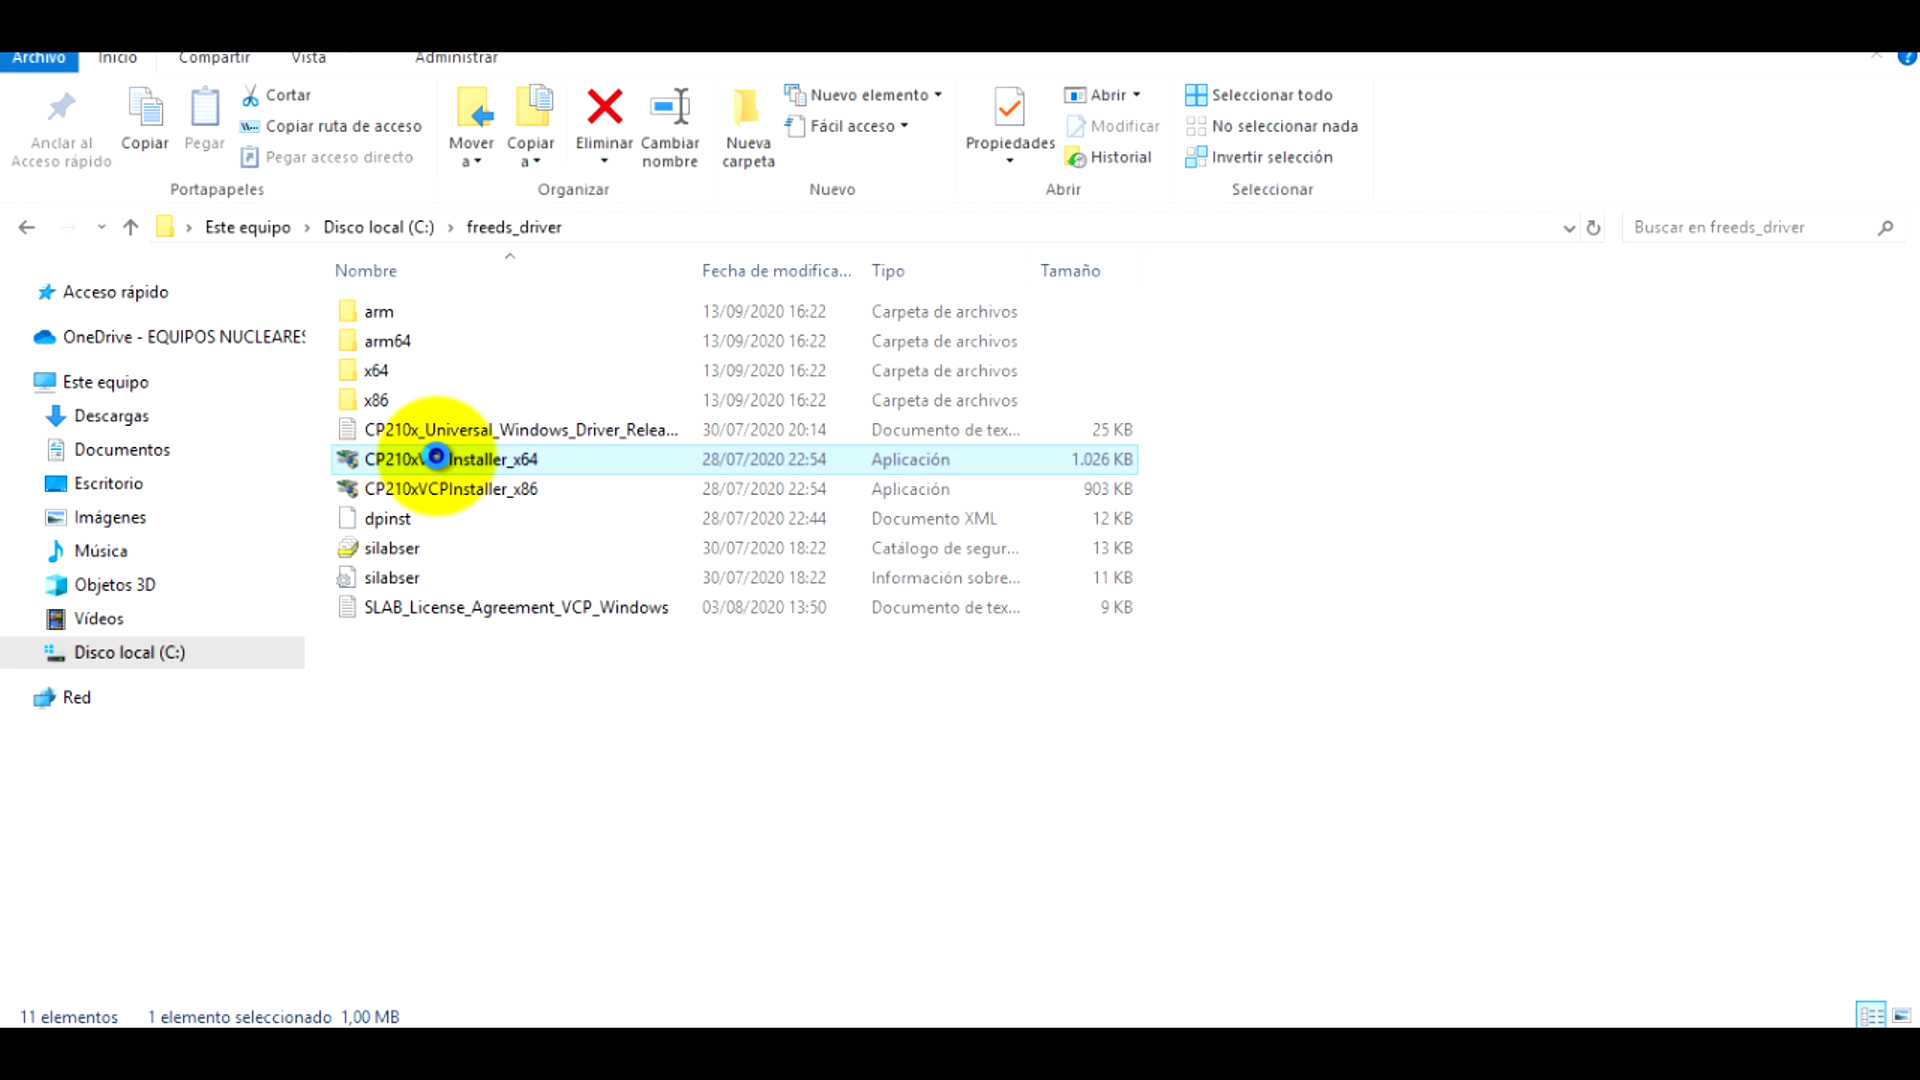 Archivo Inicio Compartir Vista Administrar
Anclar al
Acceso rápido
Copiar
Pegar
Cortar
Copiar ruta de acceso
Pegar acceso directo
Portapapeles
Mover
a
Copiar
a
Eliminar
Cambiar
nombre
Organizar
Nueva
carpeta
Nuevo elemento
Fácil acceso
Nuevo
Propiedades
Abrir
Modificar
Historial
Abrir
Seleccionar todo
No seleccionar nada
Invertir selección
Seleccionar
Este equipo > Disco local (C:) > freeds_driver
Buscar en freeds_driver
Acceso rápido
OneDrive - EQUIPOS NUCLEARES
Este equipo
Descargas
Documentos
Escritorio
Imágenes
Música
Objetos 3D
Vídeos
Disco local (C:)
Red
Nombre Fecha de modifica... Tipo Tamaño
arm 13/09/2020 16:22 Carpeta de archivos
arm64 13/09/2020 16:22 Carpeta de archivos
x64 13/09/2020 16:22 Carpeta de archivos
x86 13/09/2020 16:22 Carpeta de archivos
CP210x_Universal_Windows_Driver_Relea... 30/07/2020 20:14 Documento de tex... 25 KB
CP210xVCPInstaller_x64 28/07/2020 22:54 Aplicación 1.026 KB
CP210xVCPInstaller_x86 28/07/2020 22:54 Aplicación 903 KB
dpinst 28/07/2020 22:44 Documento XML 12 KB
silabser 30/07/2020 18:22 Catálogo de segur... 13 KB
silabser 30/07/2020 18:22 Información sobre... 11 KB
SLAB_License_Agreement_VCP_Windows 03/08/2020 13:50 Documento de tex... 9 KB
11 elementos 1 elemento seleccionado 1,00 MB